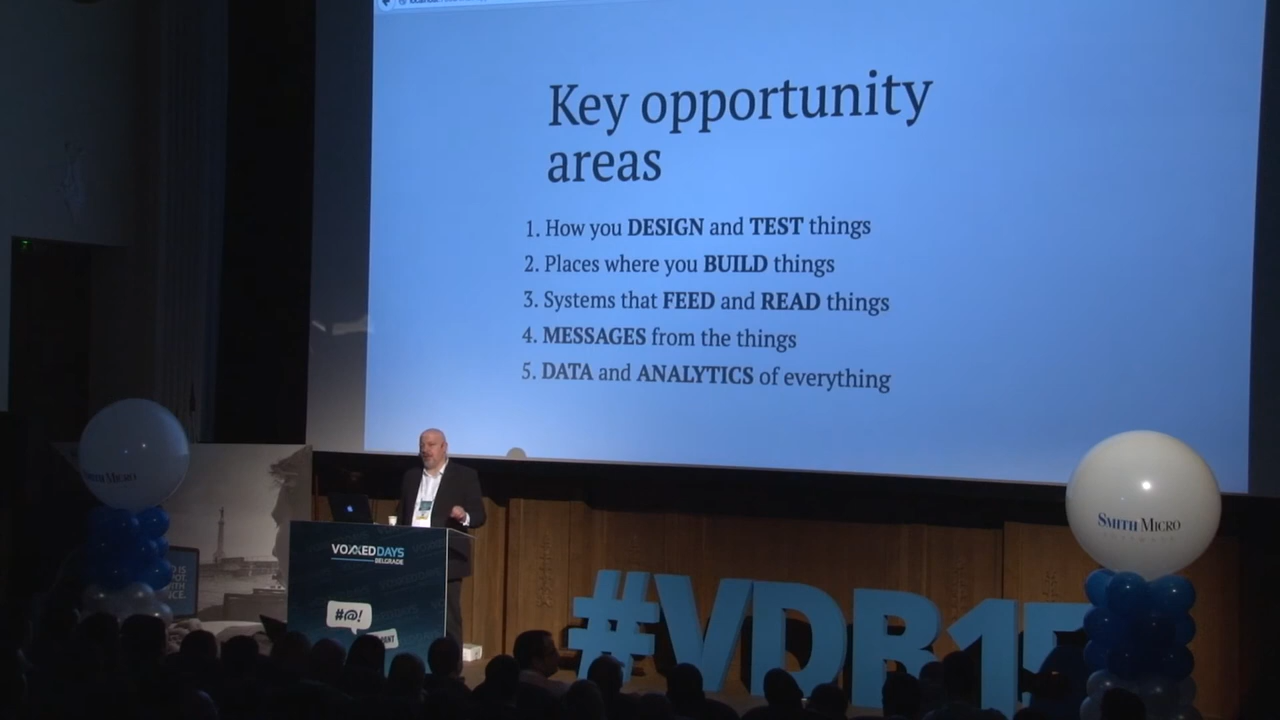 Key opportunity
areas
1. How you DESIGN and TEST things
2. Places where you BUILD things
3. Systems that FEED and READ things
4. MESSAGES from the things
5. DATA and ANALYTICS of everything
SMITH MICRO
VOXXEDDAYS
BELGRADE
#@!
SMITH MICRO
SOFTWARE
#VDB15